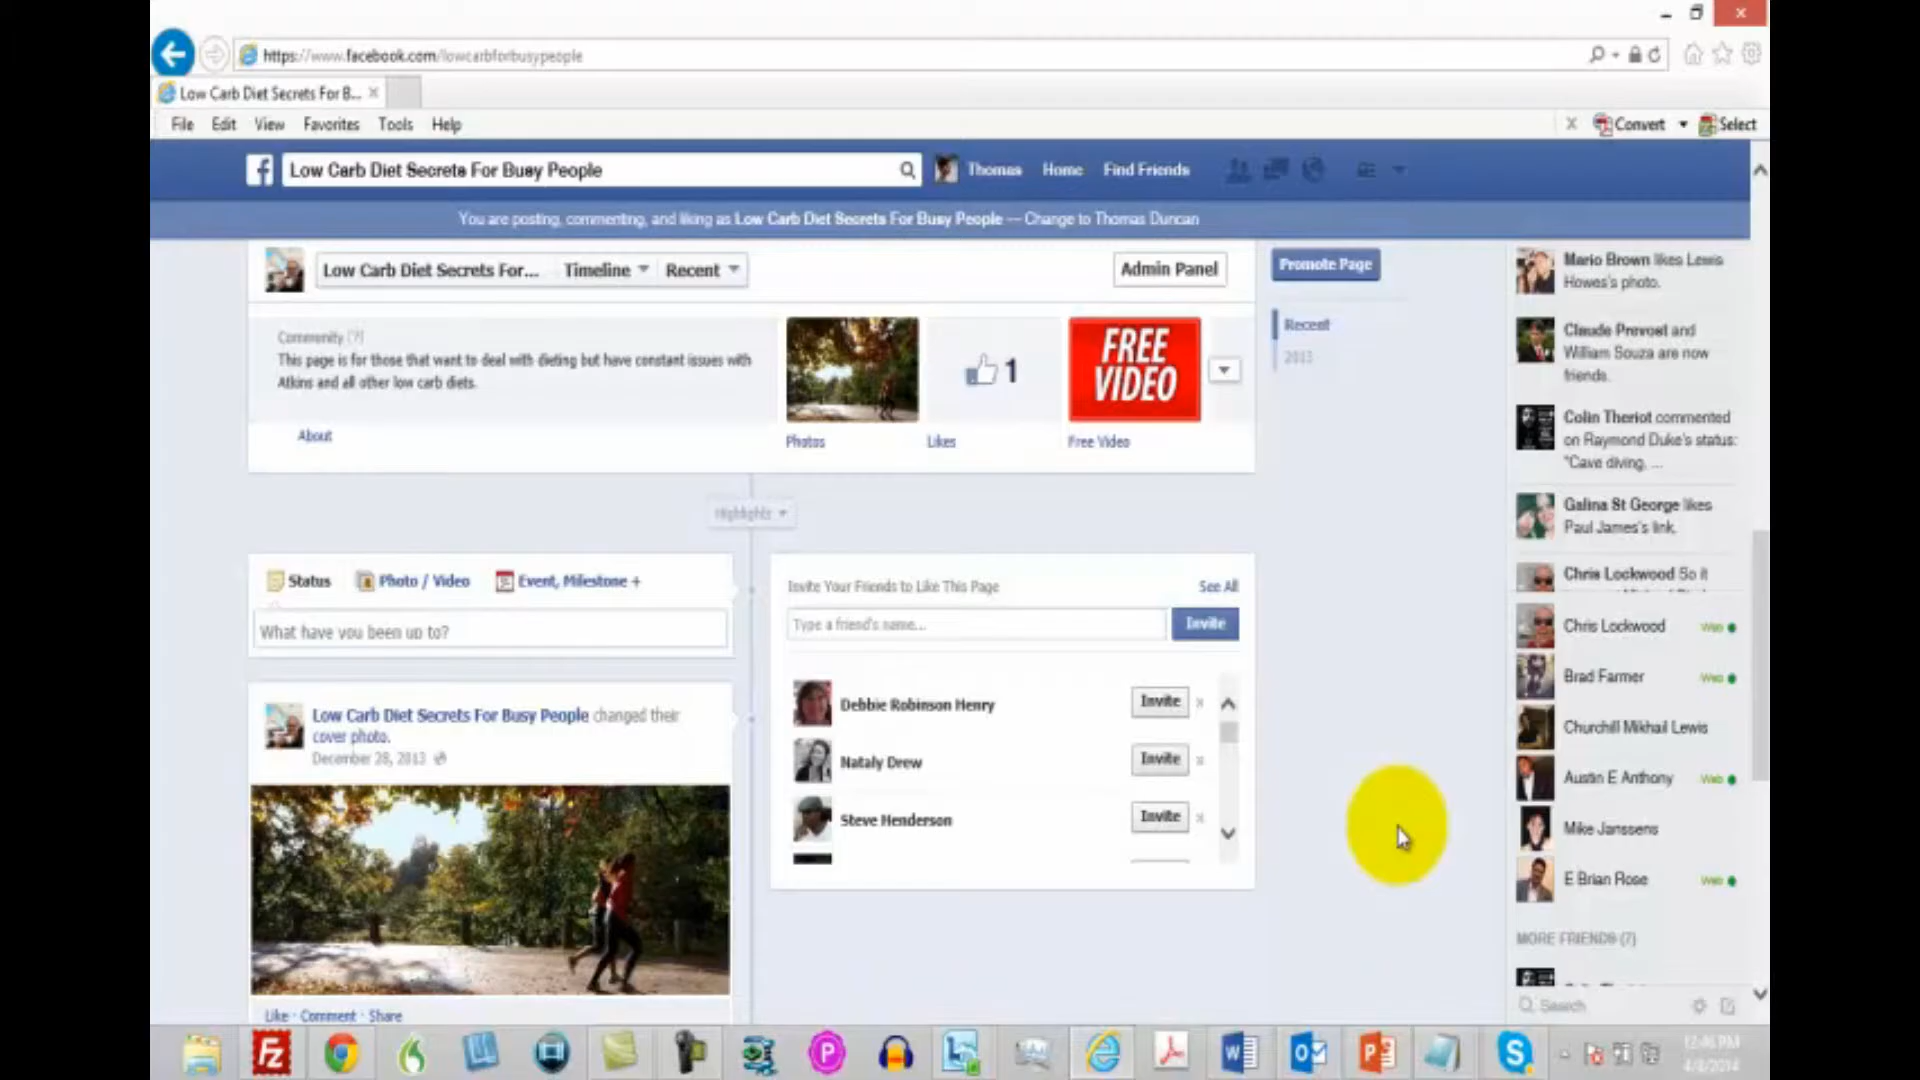 https://www.facebook.com/lowcarbforbusypeople
Low Carb Diet Secrets For B...
File Edit View Favorites Tools Help
Convert Select
Low Carb Diet Secrets For Busy People
Thomas Home Find Friends
You are posting, commenting, and liking as Low Carb Diet Secrets For Busy People — Change to Thomas Duncan
Low Carb Diet Secrets For... Timeline Recent
Admin Panel
Promote Page
Recent
2013
Community (?)
This page is for those that want to deal with dieting but have constant issues with
Atkins and all other low carb diets.
About
Photos
1
Likes
FREE
VIDEO
Free Video
Highlights
Status Photo / Video Event, Milestone +
What have you been up to?
Low Carb Diet Secrets For Busy People changed their
cover photo.
December 28, 2013
Like · Comment · Share
Invite Your Friends to Like This Page See All
Type a friend's name... Invite
Debbie Robinson Henry Invite
Nataly Drew Invite
Steve Henderson Invite
Mario Brown likes Lewis
Howes's photo.
Claude Prevost and
William Souza are now
friends.
Colin Theriot commented
on Raymond Duke's status:
"Cave diving, ...
Galina St George likes
Paul James's link.
Chris Lockwood So it
Chris Lockwood Web
Brad Farmer Web
Churchill Mikhail Lewis
Austin E Anthony Web
Mike Janssens
E Brian Rose Web
MORE FRIENDS (7)
Search
12:46 PM
4/8/2014